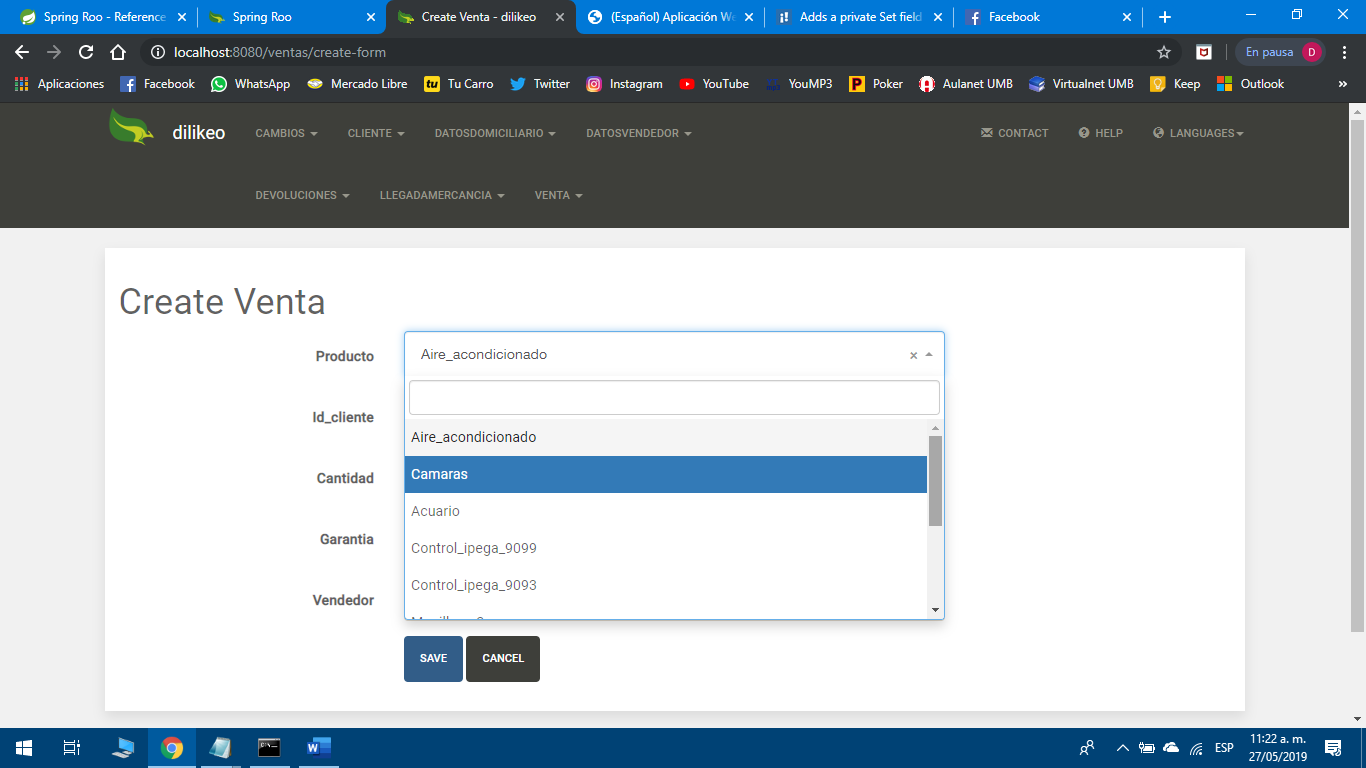 Spring Roo - Reference
Spring Roo
Create Venta - dilikeo
(Español) Aplicación We
Adds a private Set field
Facebook
localhost:8080/ventas/create-form
En pausa
D
Aplicaciones
Facebook
WhatsApp
Mercado Libre
tu
Tu Carro
Twitter
Instagram
YouTube
YouMP3
P
Poker
Aulanet UMB
Virtualnet UMB
Keep
Outlook
»
dilikeo
CAMBIOS
CLIENTE
DATOSDOMICILIARIO
DATOSVENDEDOR
CONTACT
HELP
LANGUAGES
DEVOLUCIONES
LLEGADAMERCANCIA
VENTA
Create Venta
Producto
Aire_acondicionado
×
Id_cliente
Aire_acondicionado
Cantidad
Camaras
Acuario
Garantia
Control_ipega_9099
Control_ipega_9093
Vendedor
SAVE
CANCEL
ESP
11:22 a. m.
27/05/2019